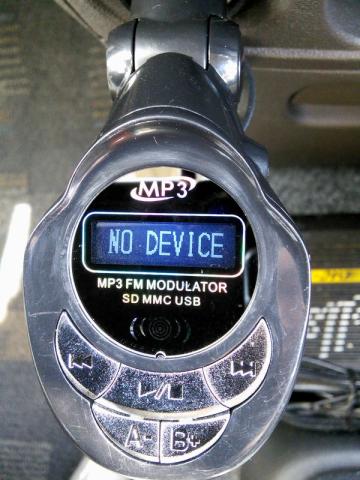 MP3
NO DEVICE
MP3 FM MODULATOR
SD MMC USB
A- B+